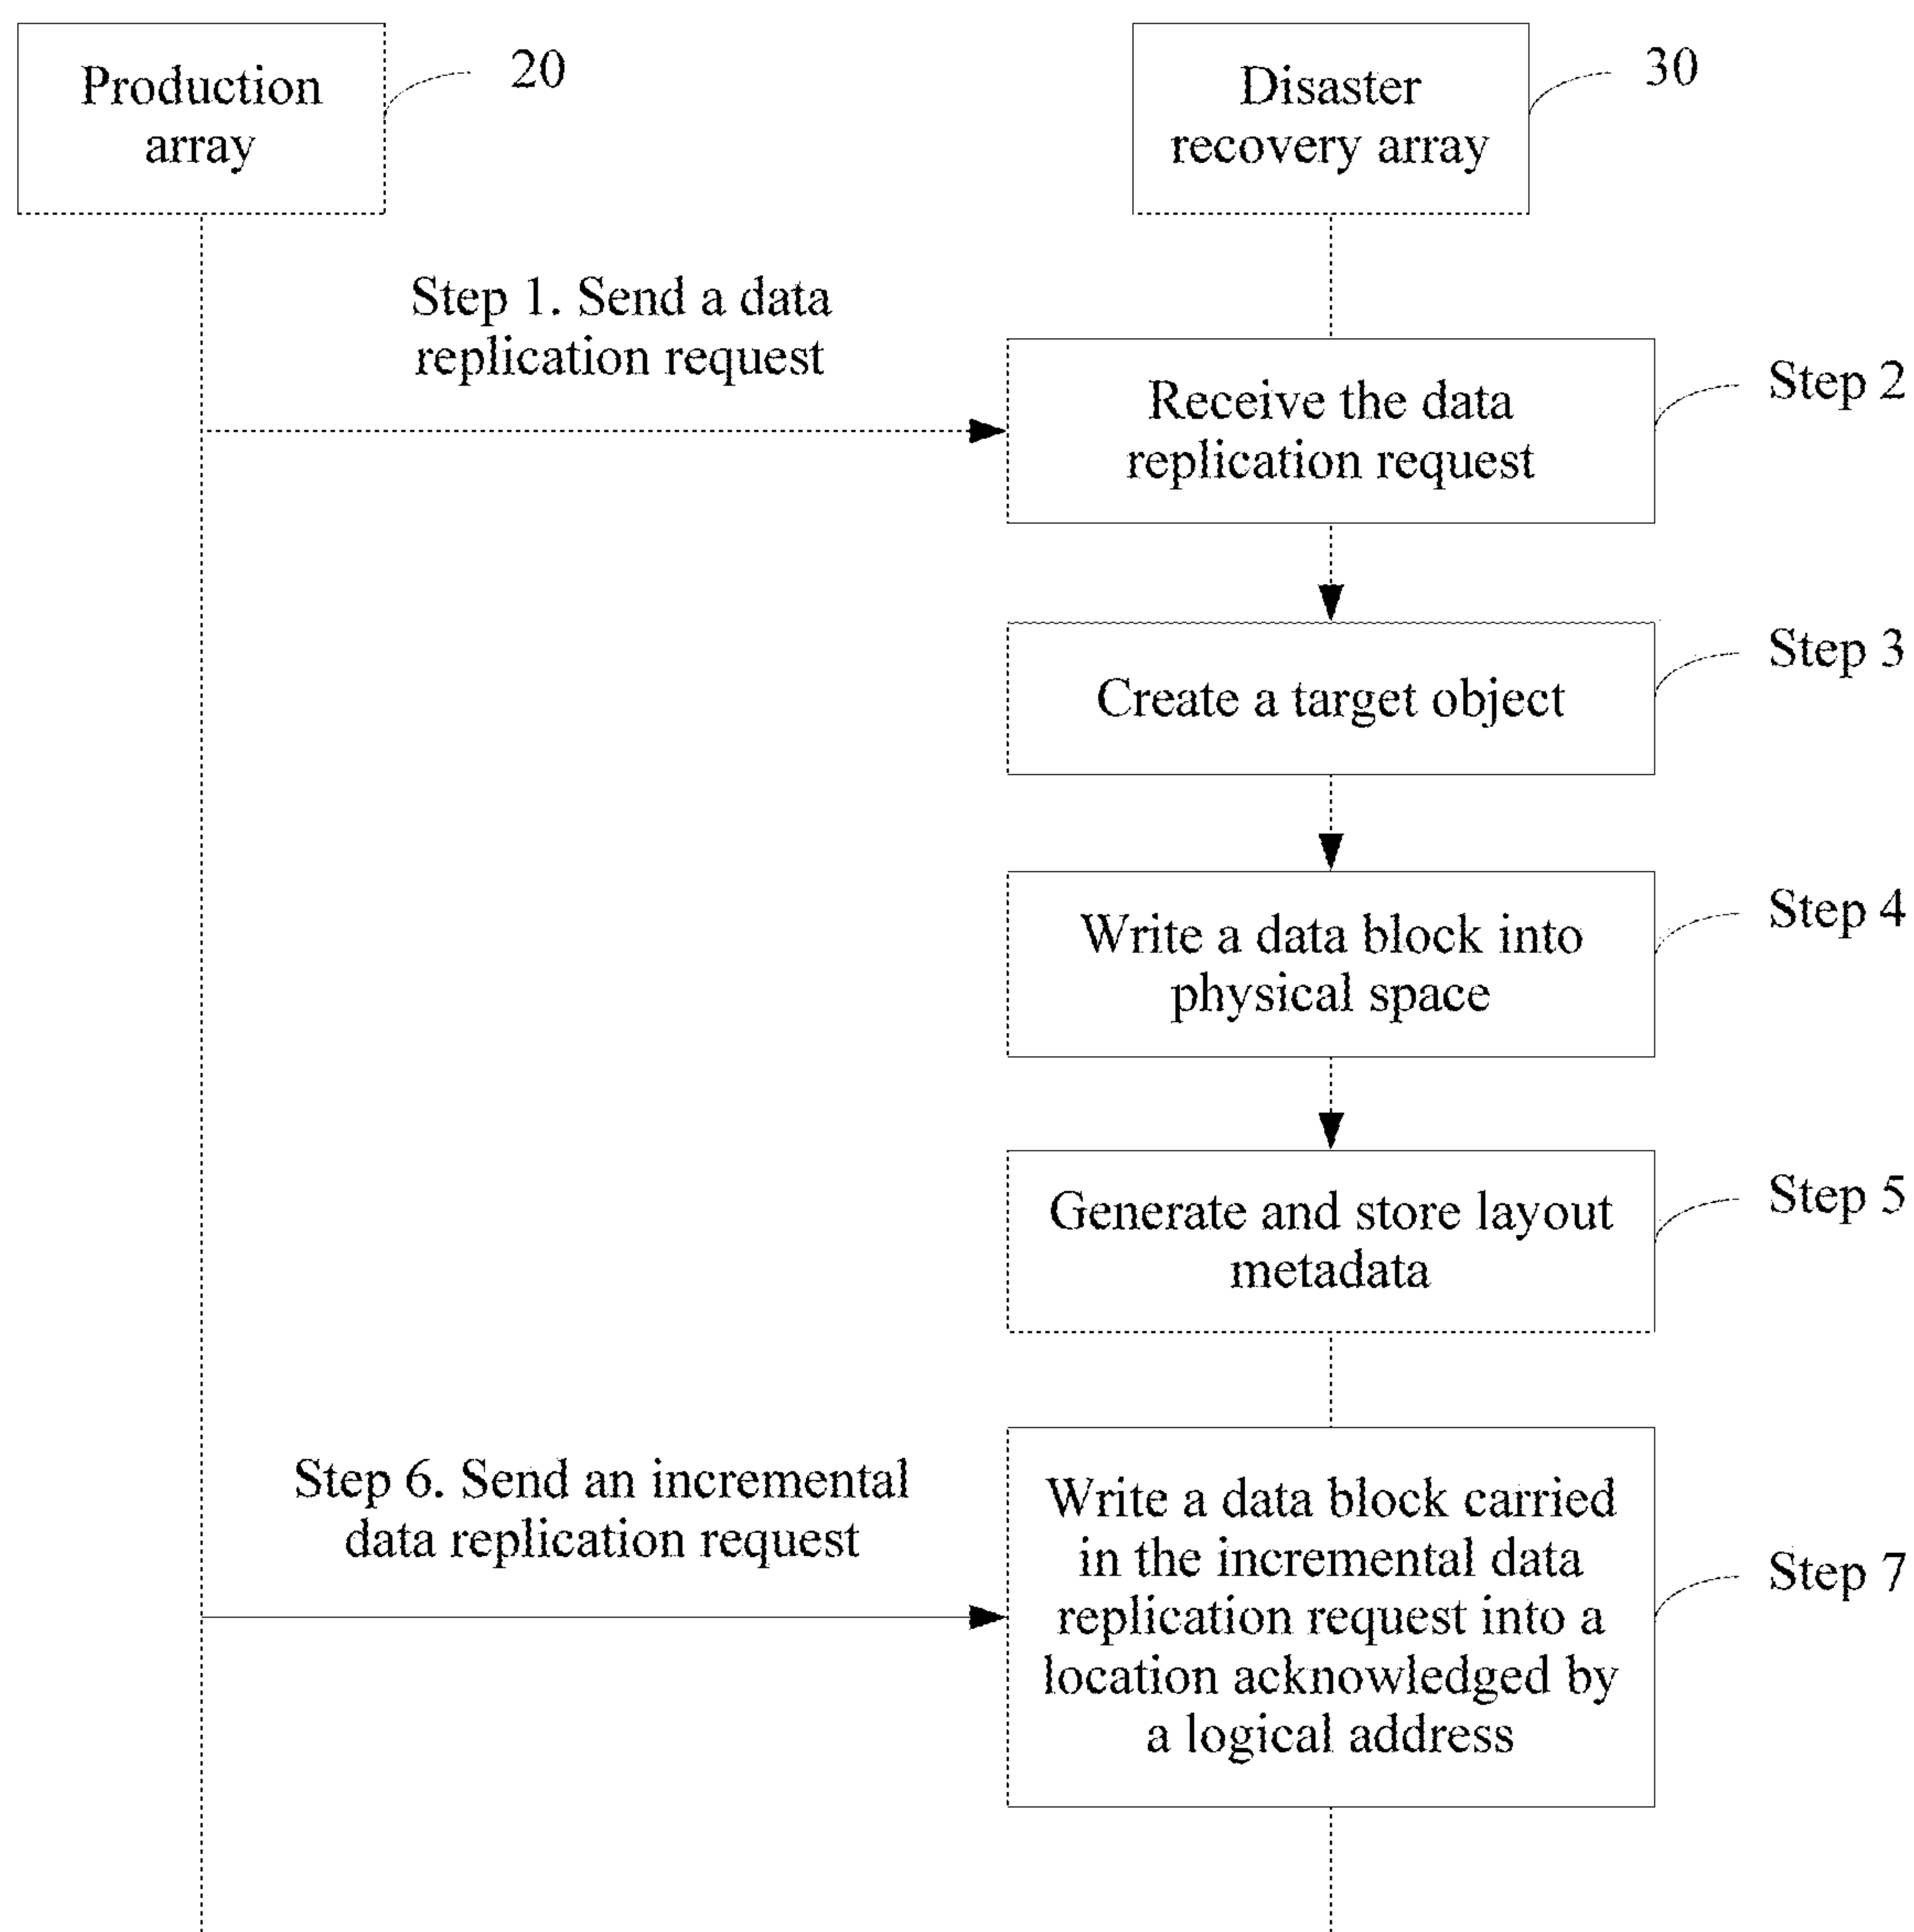 Production
array
20
Disaster
recovery array
30
Step 1. Send a data
replication request
Receive the data
replication request
Step 2
Create a target object
Step 3
Write a data block into
physical space
Step 4
Generate and store layout
metadata
Step 5
Step 6. Send an incremental
data replication request
Write a data block carried
in the incremental data
replication request into a
location acknowledged by
a logical address
Step 7